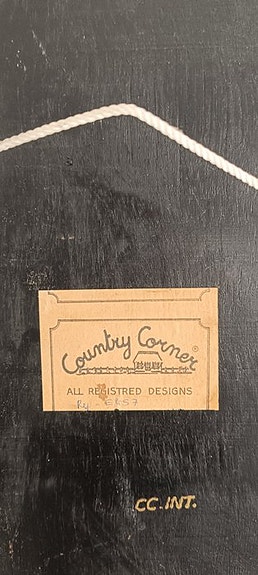 Country Corner ®
ALL REGISTRED DESIGNS
CC.INT.